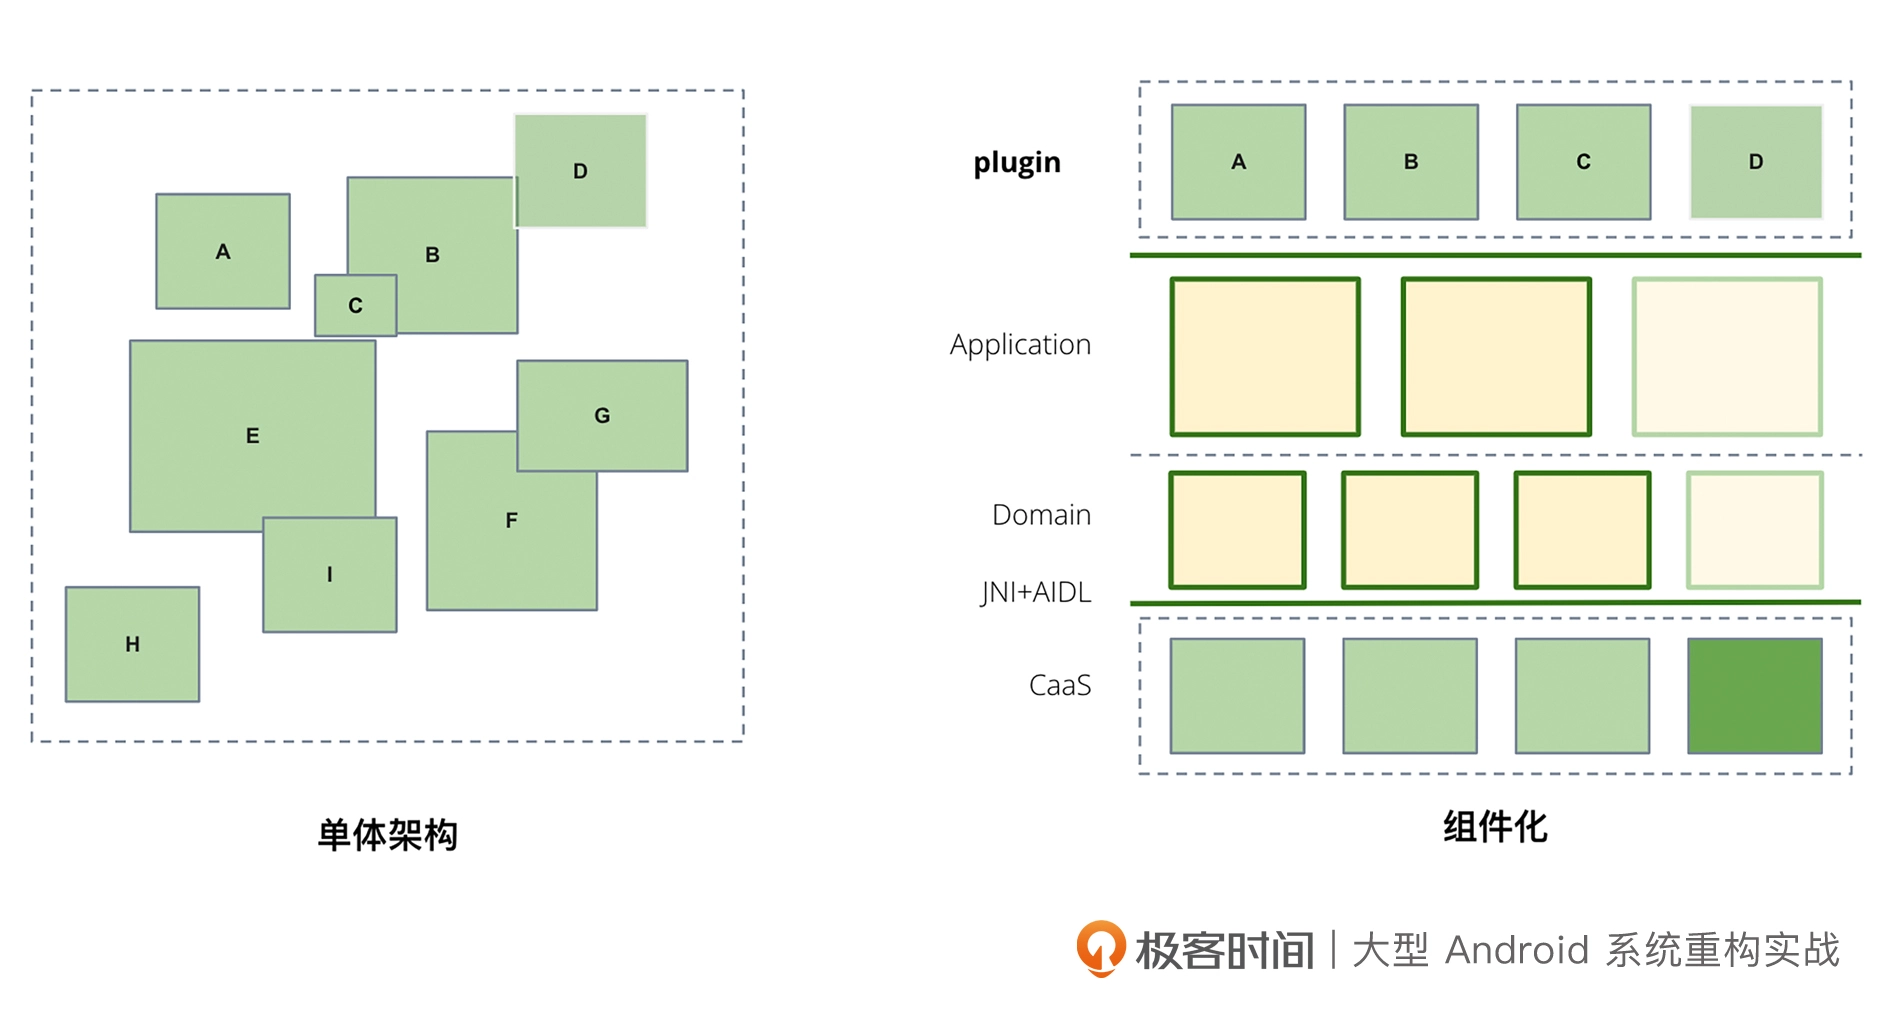 D
A
B
C
E
G
F
I
H
单体架构
plugin
A
B
C
D
Application
Domain
JNI+AIDL
CaaS
组件化
极客时间 | 大型 Android 系统重构实战